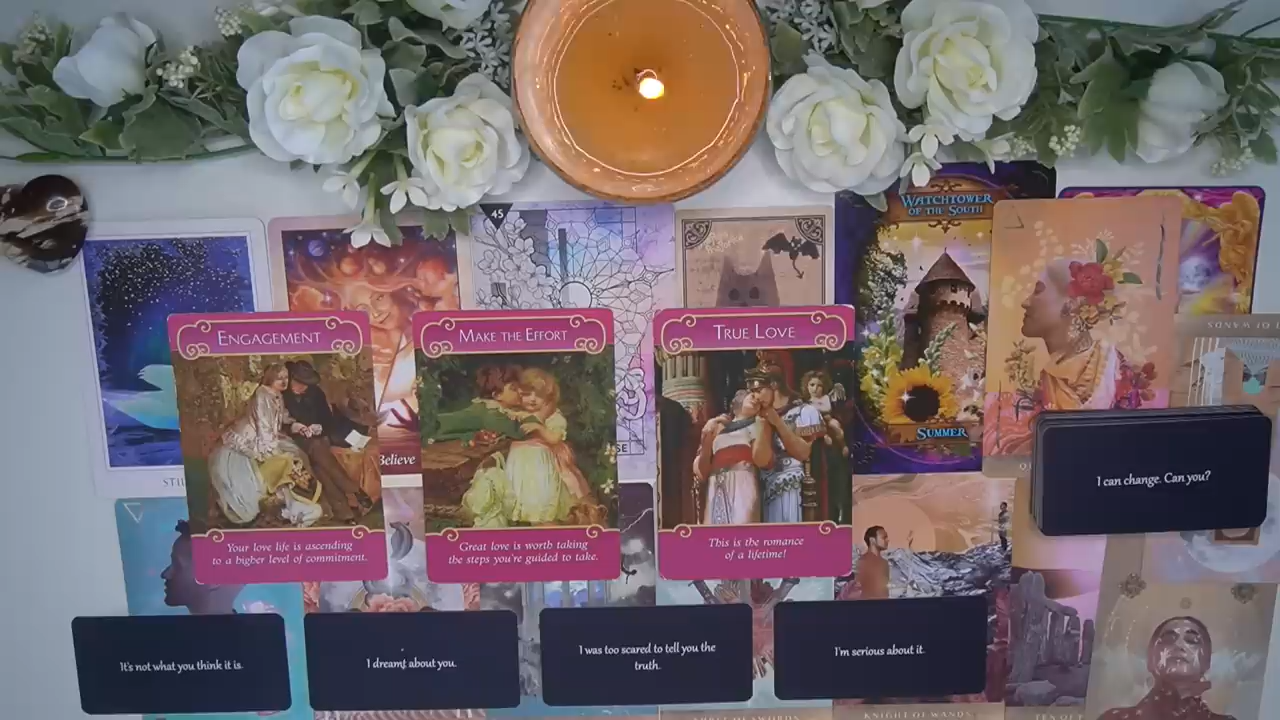 WATCHTOWER
OF THE SOUTH
45
ENGAGEMENT
MAKE THE EFFORT
TRUE LOVE
SUMMER
Believe
I can change. Can you?
Your love life is ascending
to a higher level of commitment.
Great love is worth taking
the steps you're guided to take.
This is the romance
of a lifetime!
It's not what you think it is.
I dreamt about you.
I was too scared to tell you the
truth.
I'm serious about it.
KNIGHT OF WANDS